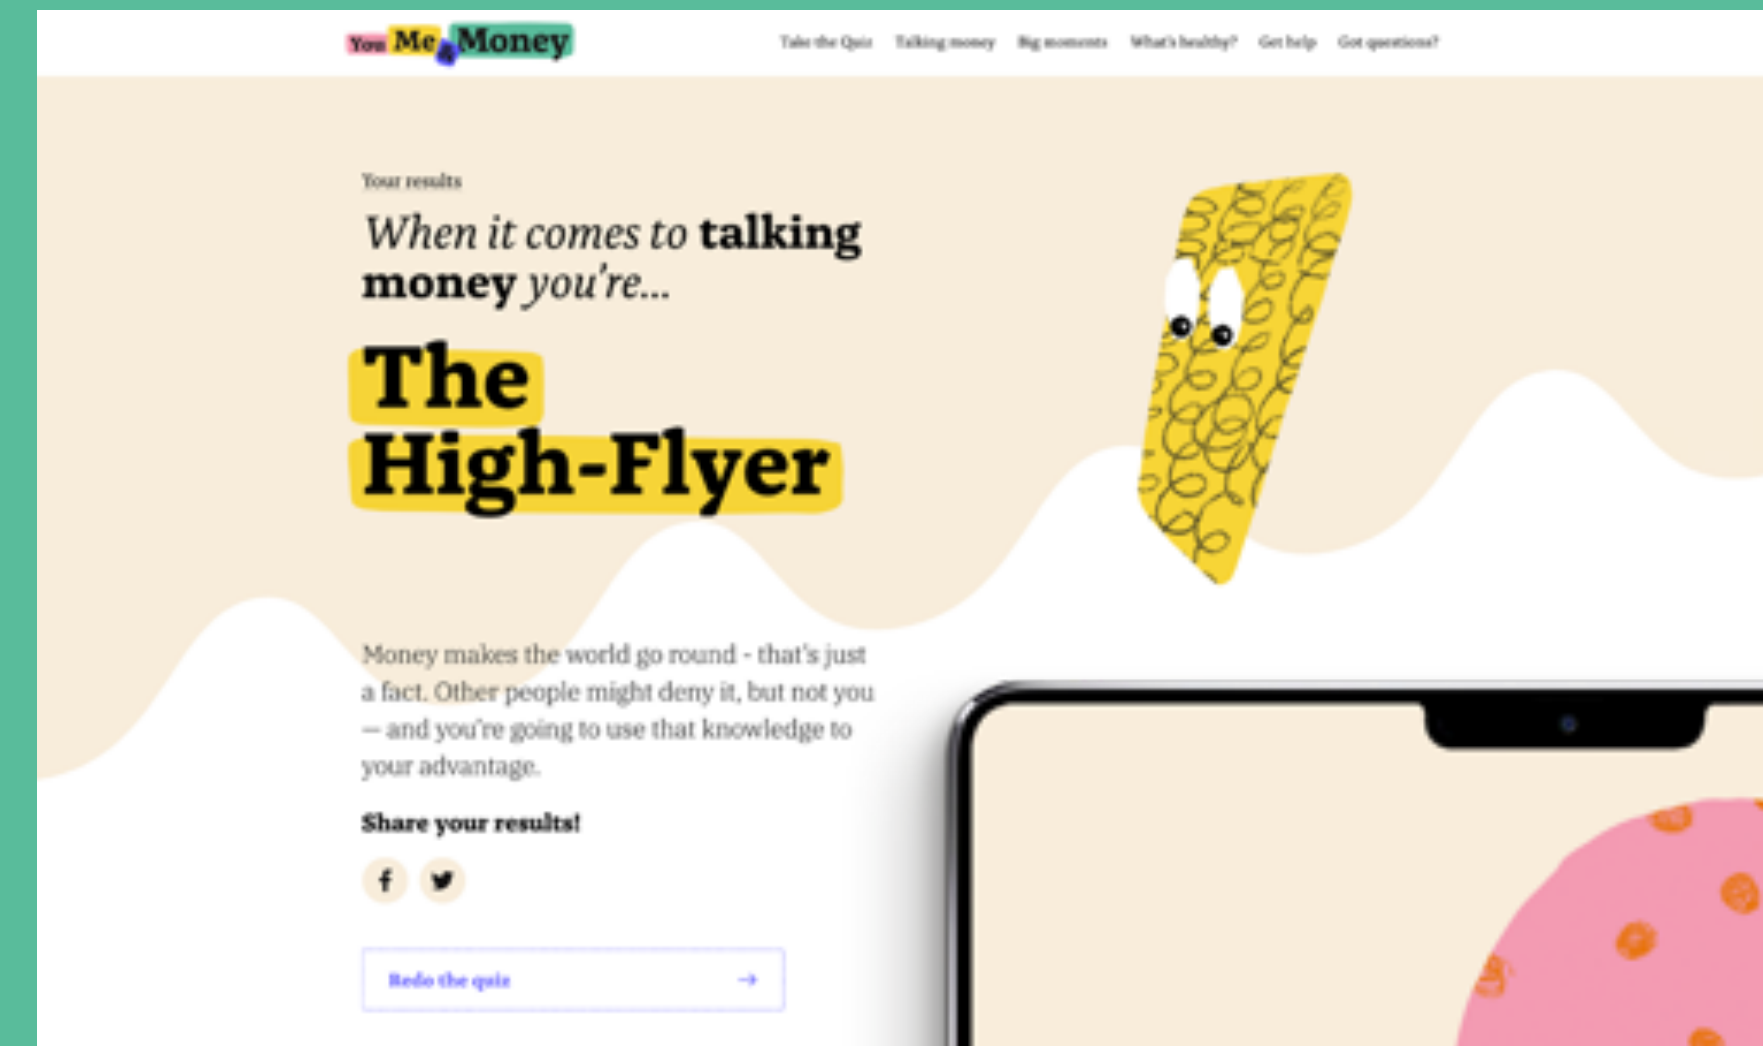 You Me & Money
Take the Quiz Talking money Big moments What's healthy? Get help Got questions?
Your results
When it comes to talking
money you're...
The
High-Flyer
Money makes the world go round - that's just
a fact. Other people might deny it, but not you
— and you're going to use that knowledge to
your advantage.
Share your results!
Redo the quiz →